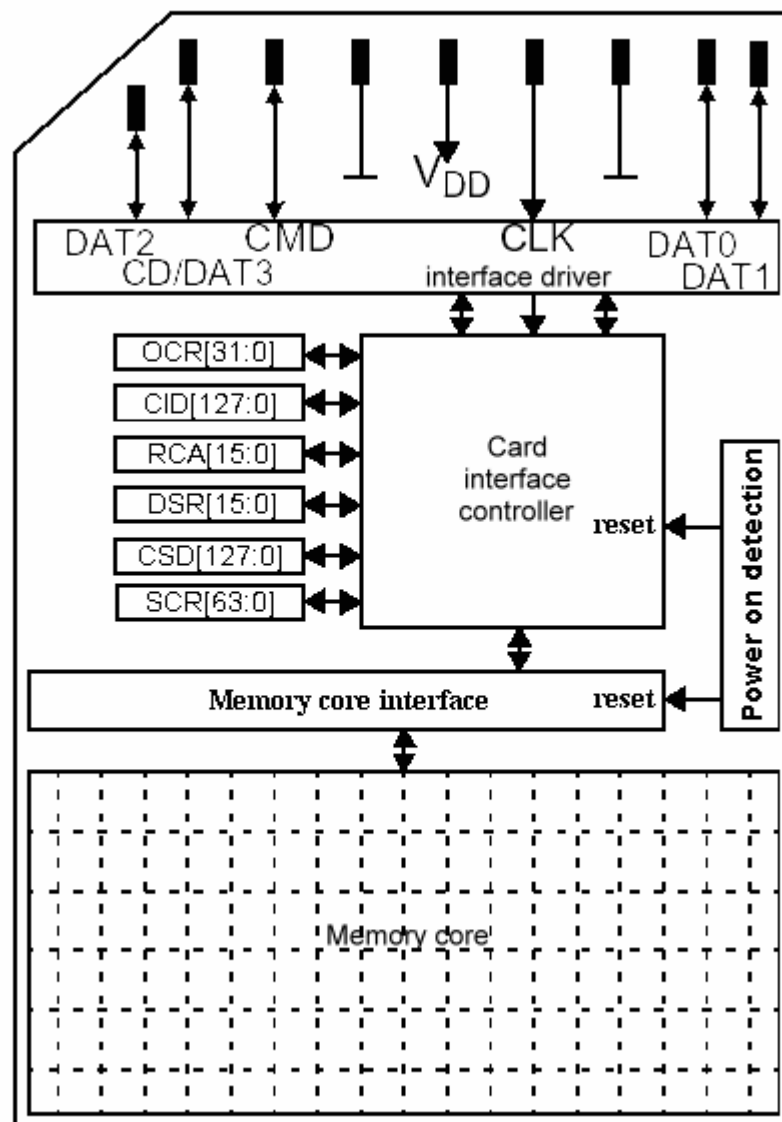 V DD
DAT2
CMD
CLK
DAT0
CD/DAT3
interface driver
DAT1
OCR[31:0]
CID[127:0]
RCA[15:0]
DSR[15:0]
CSD[127:0]
SCR[63:0]
Card
interface
controller
reset
Power on detection
Memory core interface
reset
Memory core